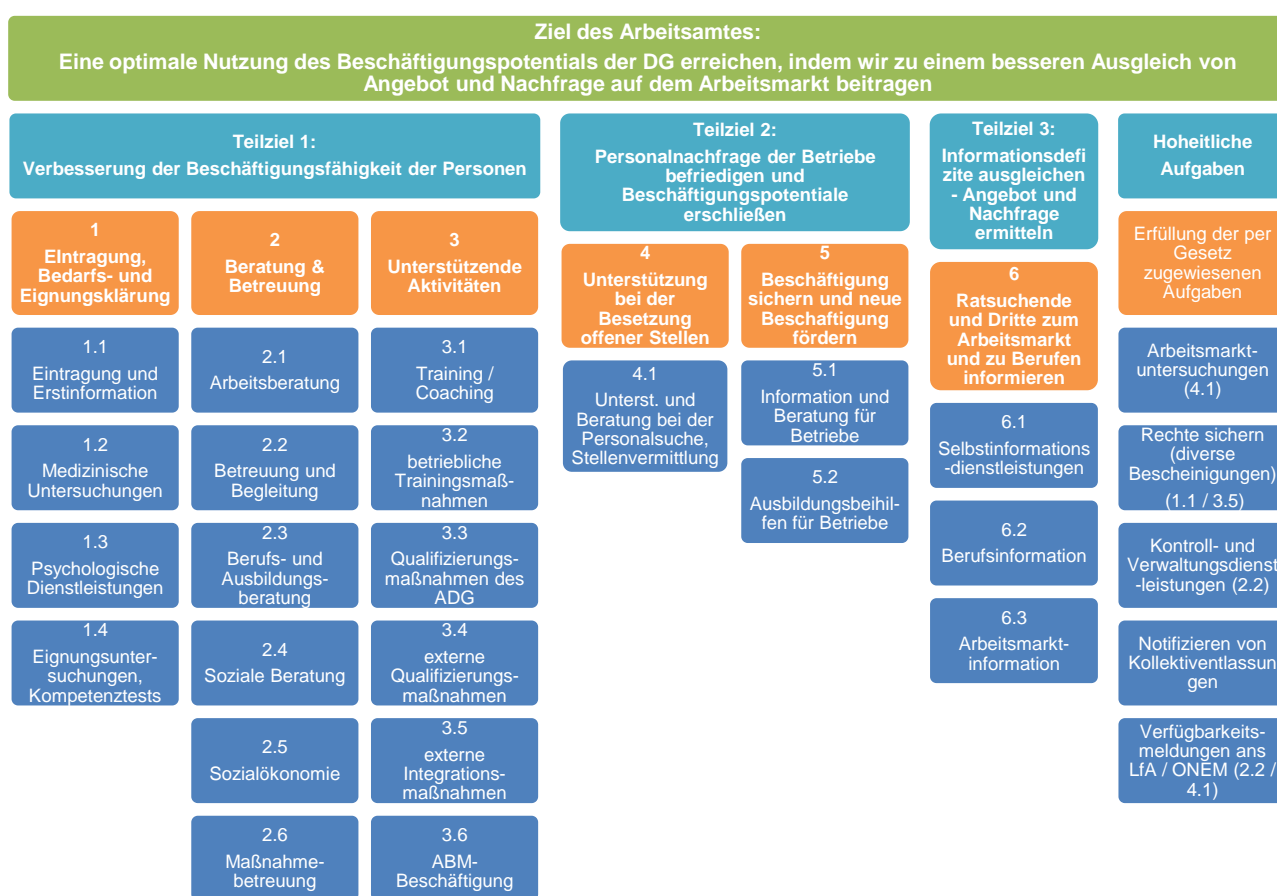 Ziel des Arbeitsamtes:
Eine optimale Nutzung des Beschäftigungspotentials der DG erreichen, indem wir zu einem besseren Ausgleich von
Angebot und Nachfrage auf dem Arbeitsmarkt beitragen
Teilziel 1:
Verbesserung der Beschäftigungsfähigkeit der Personen
1
EIntragung,
Bedarfs- und
Eignungsklärung
1.1
Eintragung und
Erstinformation
1.2
Medizinische
Untersuchungen
1.3
Psychologische
Dienstleistungen
1.4
Eignungsunter-
suchungen,
Kompetenztests
2
Beratung &
Betreuung
2.1
Arbeitsberatung
2.2
Betreuung und
Begleitung
2.3
Berufs- und
Ausbildungs-
beratung
2.4
Soziale Beratung
2.5
Sozialökonomie
2.6
Maßnahme-
betreuung
3
Unterstützende
Aktivitäten
3.1
Training /
Coaching
3.2
betriebliche
Trainingsmaß-
nahmen
3.3
Qualifizierungs-
maßnahmen des
ADG
3.4
externe
Qualifizierungs-
maßnahmen
3.5
externe
Integrations-
maßnahmen
3.6
ABM-
Beschäftigung
Teilziel 2:
Personalnachfrage der Betriebe
befriedigen und
Beschäftigungspotentiale
erschließen
4
Unterstützung
bei der
Besetzung
offener Stellen
4.1
Unterst. und
Beratung bei der
Personalsuche,
Stellenvermittlung
5
Beschäftigung
sichern und neue
Beschaftigung
fördern
5.1
Information und
Beratung für
Betriebe
5.2
Ausbildungsbeihil-
fen für Betriebe
Teilziel 3:
Informationsdefi
zite ausgleichen
- Angebot und
Nachfrage
ermitteln
6
Ratsuchende
und Dritte zum
Arbeitsmarkt
und zu Berufen
informieren
6.1
Selbstinformations
-dienstleistungen
6.2
Berufsinformation
6.3
Arbeitsmarkt-
information
Hoheitliche
Aufgaben
Erfüllung der per
Gesetz
zugewiesenen
Aufgaben
Arbeitsmarkt-
untersuchungen
(4.1)
Rechte sichern
(diverse
Bescheinigungen)
(1.1 / 3.5)
Kontroll- und
Verwaltungsdienst
-leistungen (2.2)
Notifizieren von
Kollektiventlassun
gen
Verfügbarkeits-
meldungen ans
LfA / ONEM (2.2 /
4.1)